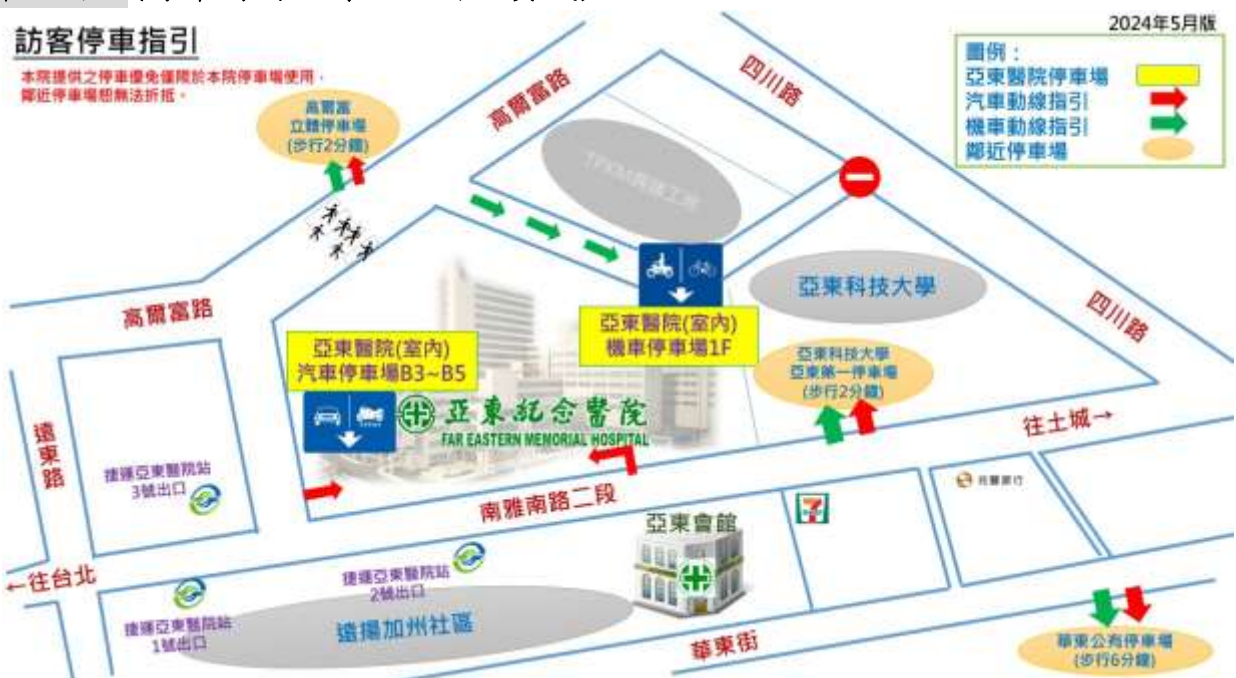 訪客停車指引
本院提供之停車優免僅限於本院停車場使用，
鄰近停車場恕無法折抵。
2024年5月版
圖例：
亞東醫院停車場
汽車動線指引
機車動線指引
鄰近停車場
高爾富
立體停車場
(步行2分鐘)
高爾富路
四川路
亞東科技大學
高爾富路
四川路
亞東醫院(室內)
機車停車場1F
亞東醫院(室內)
汽車停車場B3~B5
亞東科技大學
亞東第一停車場
(步行2分鐘)
亞東紀念醫院
FAR EASTERN MEMORIAL HOSPITAL
往土城→
遠東路
捷運亞東醫院站
3號出口
南雅南路二段
兆豐銀行
7
亞東會館
←往台北
捷運亞東醫院站
2號出口
捷運亞東醫院站
1號出口
遠揚加州社區
華東街
華東公有停車場
(步行6分鐘)